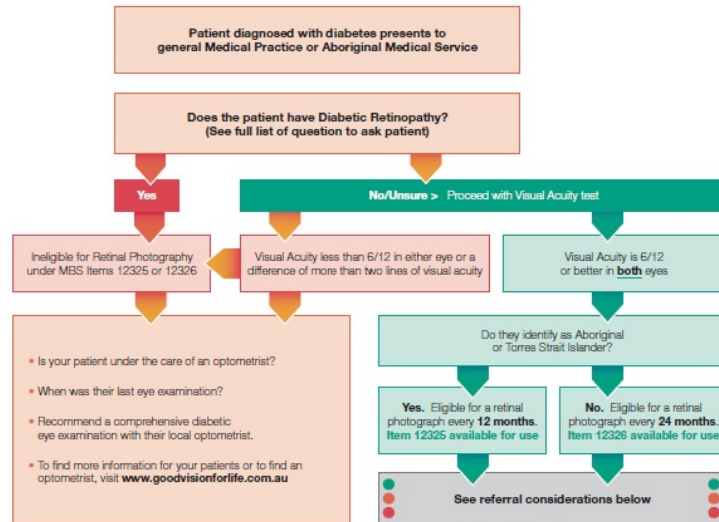 Patient diagnosed with diabetes presents to
general Medical Practice or Aboriginal Medical Service
Does the patient have Diabetic Retinopathy?
(See full list of question to ask patient)
Yes
No/Unsure > Proceed with Visual Acuity test
Ineligible for Retinal Photography
under MBS Items 12325 or 12326
Visual Acuity less than 6/12 in either eye or a
difference of more than two lines of visual acuity
Visual Acuity is 6/12
or better in both eyes
• Is your patient under the care of an optometrist?
• When was their last eye examination?
• Recommend a comprehensive diabetic
eye examination with their local optometrist.
• To find more information for your patients or to find an
optometrist, visit www.goodvisionforlife.com.au
Do they identify as Aboriginal
or Torres Strait Islander?
Yes. Eligible for a retinal
photograph every 12 months.
Item 12325 available for use
No. Eligible for a retinal
photograph every 24 months.
Item 12326 available for use
See referral considerations below